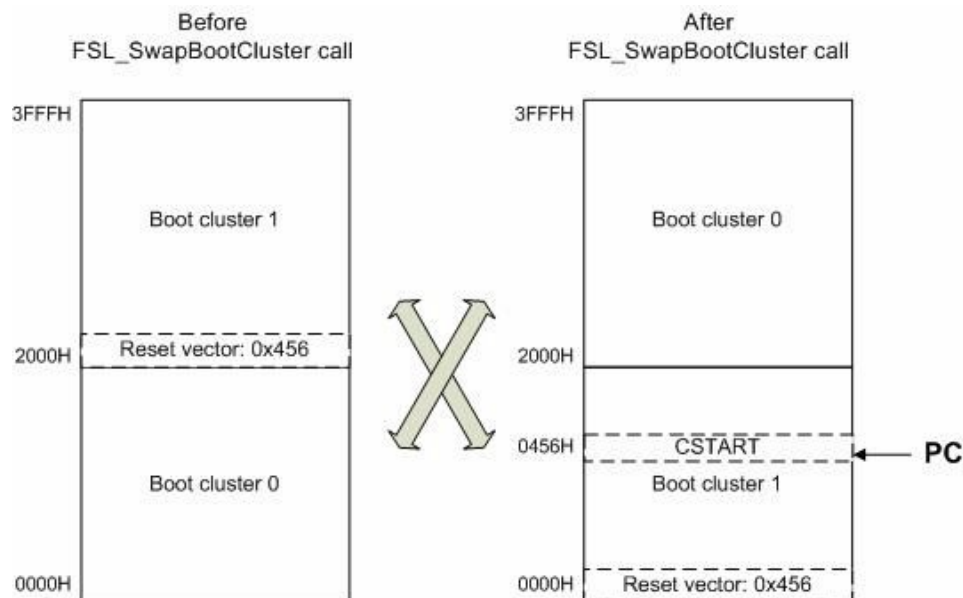 Before
FSL_SwapBootCluster call
3FFFH
Boot cluster 1
Reset vector: 0x456
2000H
Boot cluster 0
0000H
After
FSL_SwapBootCluster call
3FFFH
Boot cluster 0
2000H
0456H
CSTART
PC
Boot cluster 1
0000H
Reset vector: 0x456